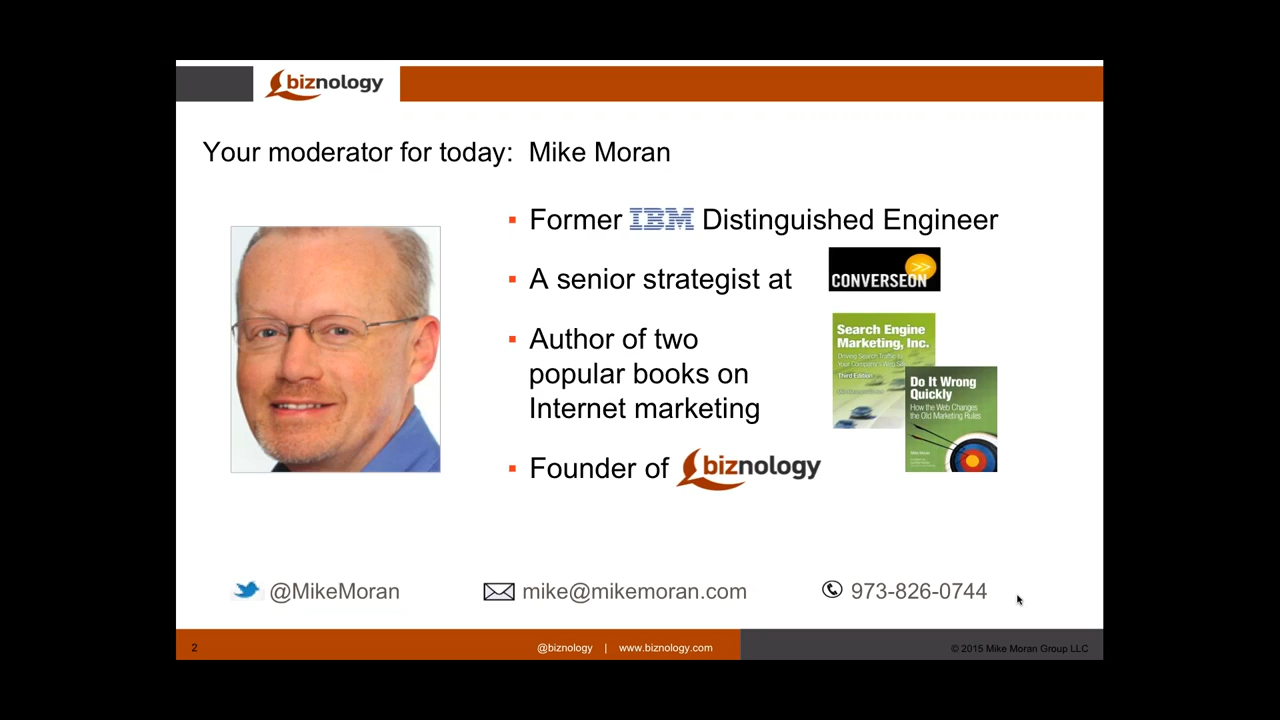 biznology
Your moderator for today: Mike Moran
Former IBM Distinguished Engineer
A senior strategist at
CONVERSEON
Author of two
popular books on
Internet marketing
Search Engine
Marketing, Inc.
Driving Search Traffic to
Your Company's Web Site
Third Edition
Do It Wrong
Quickly
How the Web Changes
the Old Marketing Rules
Mike Moran
Founder of biznology
@MikeMoran
mike@mikemoran.com
973-826-0744
2
@biznology | www.biznology.com
© 2015 Mike Moran Group LLC